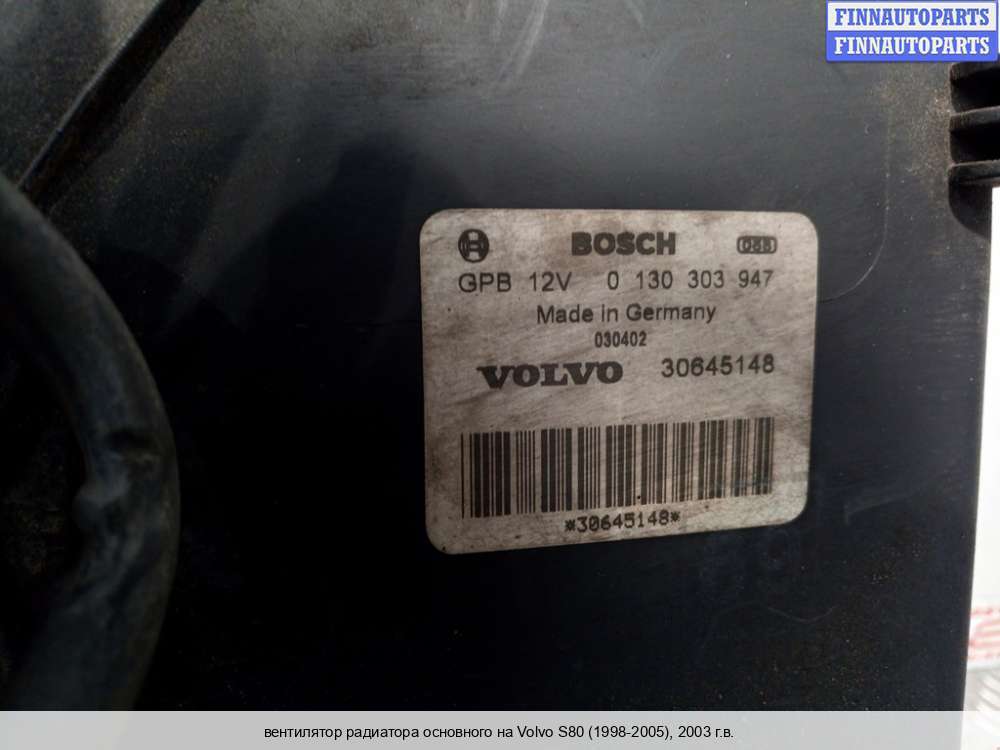 FINNAUTOPARTS
FINNAUTOPARTS
BOSCH
GPB 12V 0 130 303 947
Made in Germany
030402
VOLVO 30645148
*30645148*
вентилятор радиатора основного на Volvo S80 (1998-2005), 2003 г.в.